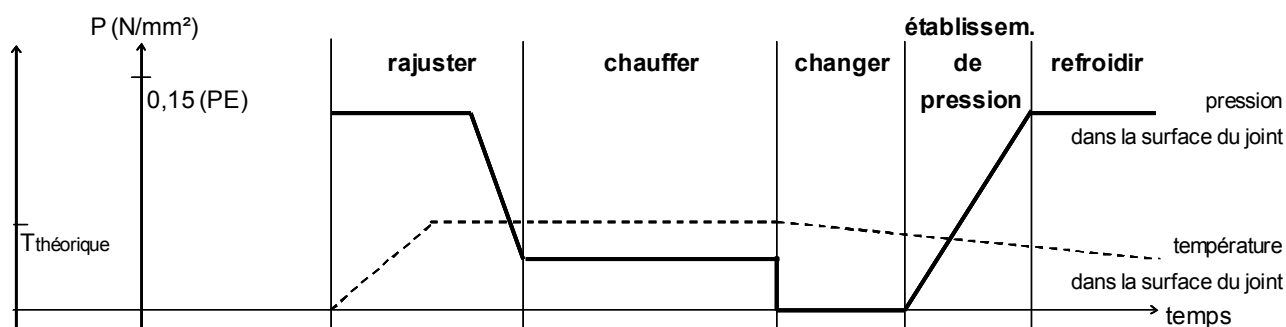 P (N/mm²)
0,15 (PE)
Tthéorique
rajuster
chauffer
changer
établissem.
de
pression
refroidir
pression
dans la surface du joint
température
dans la surface du joint
temps